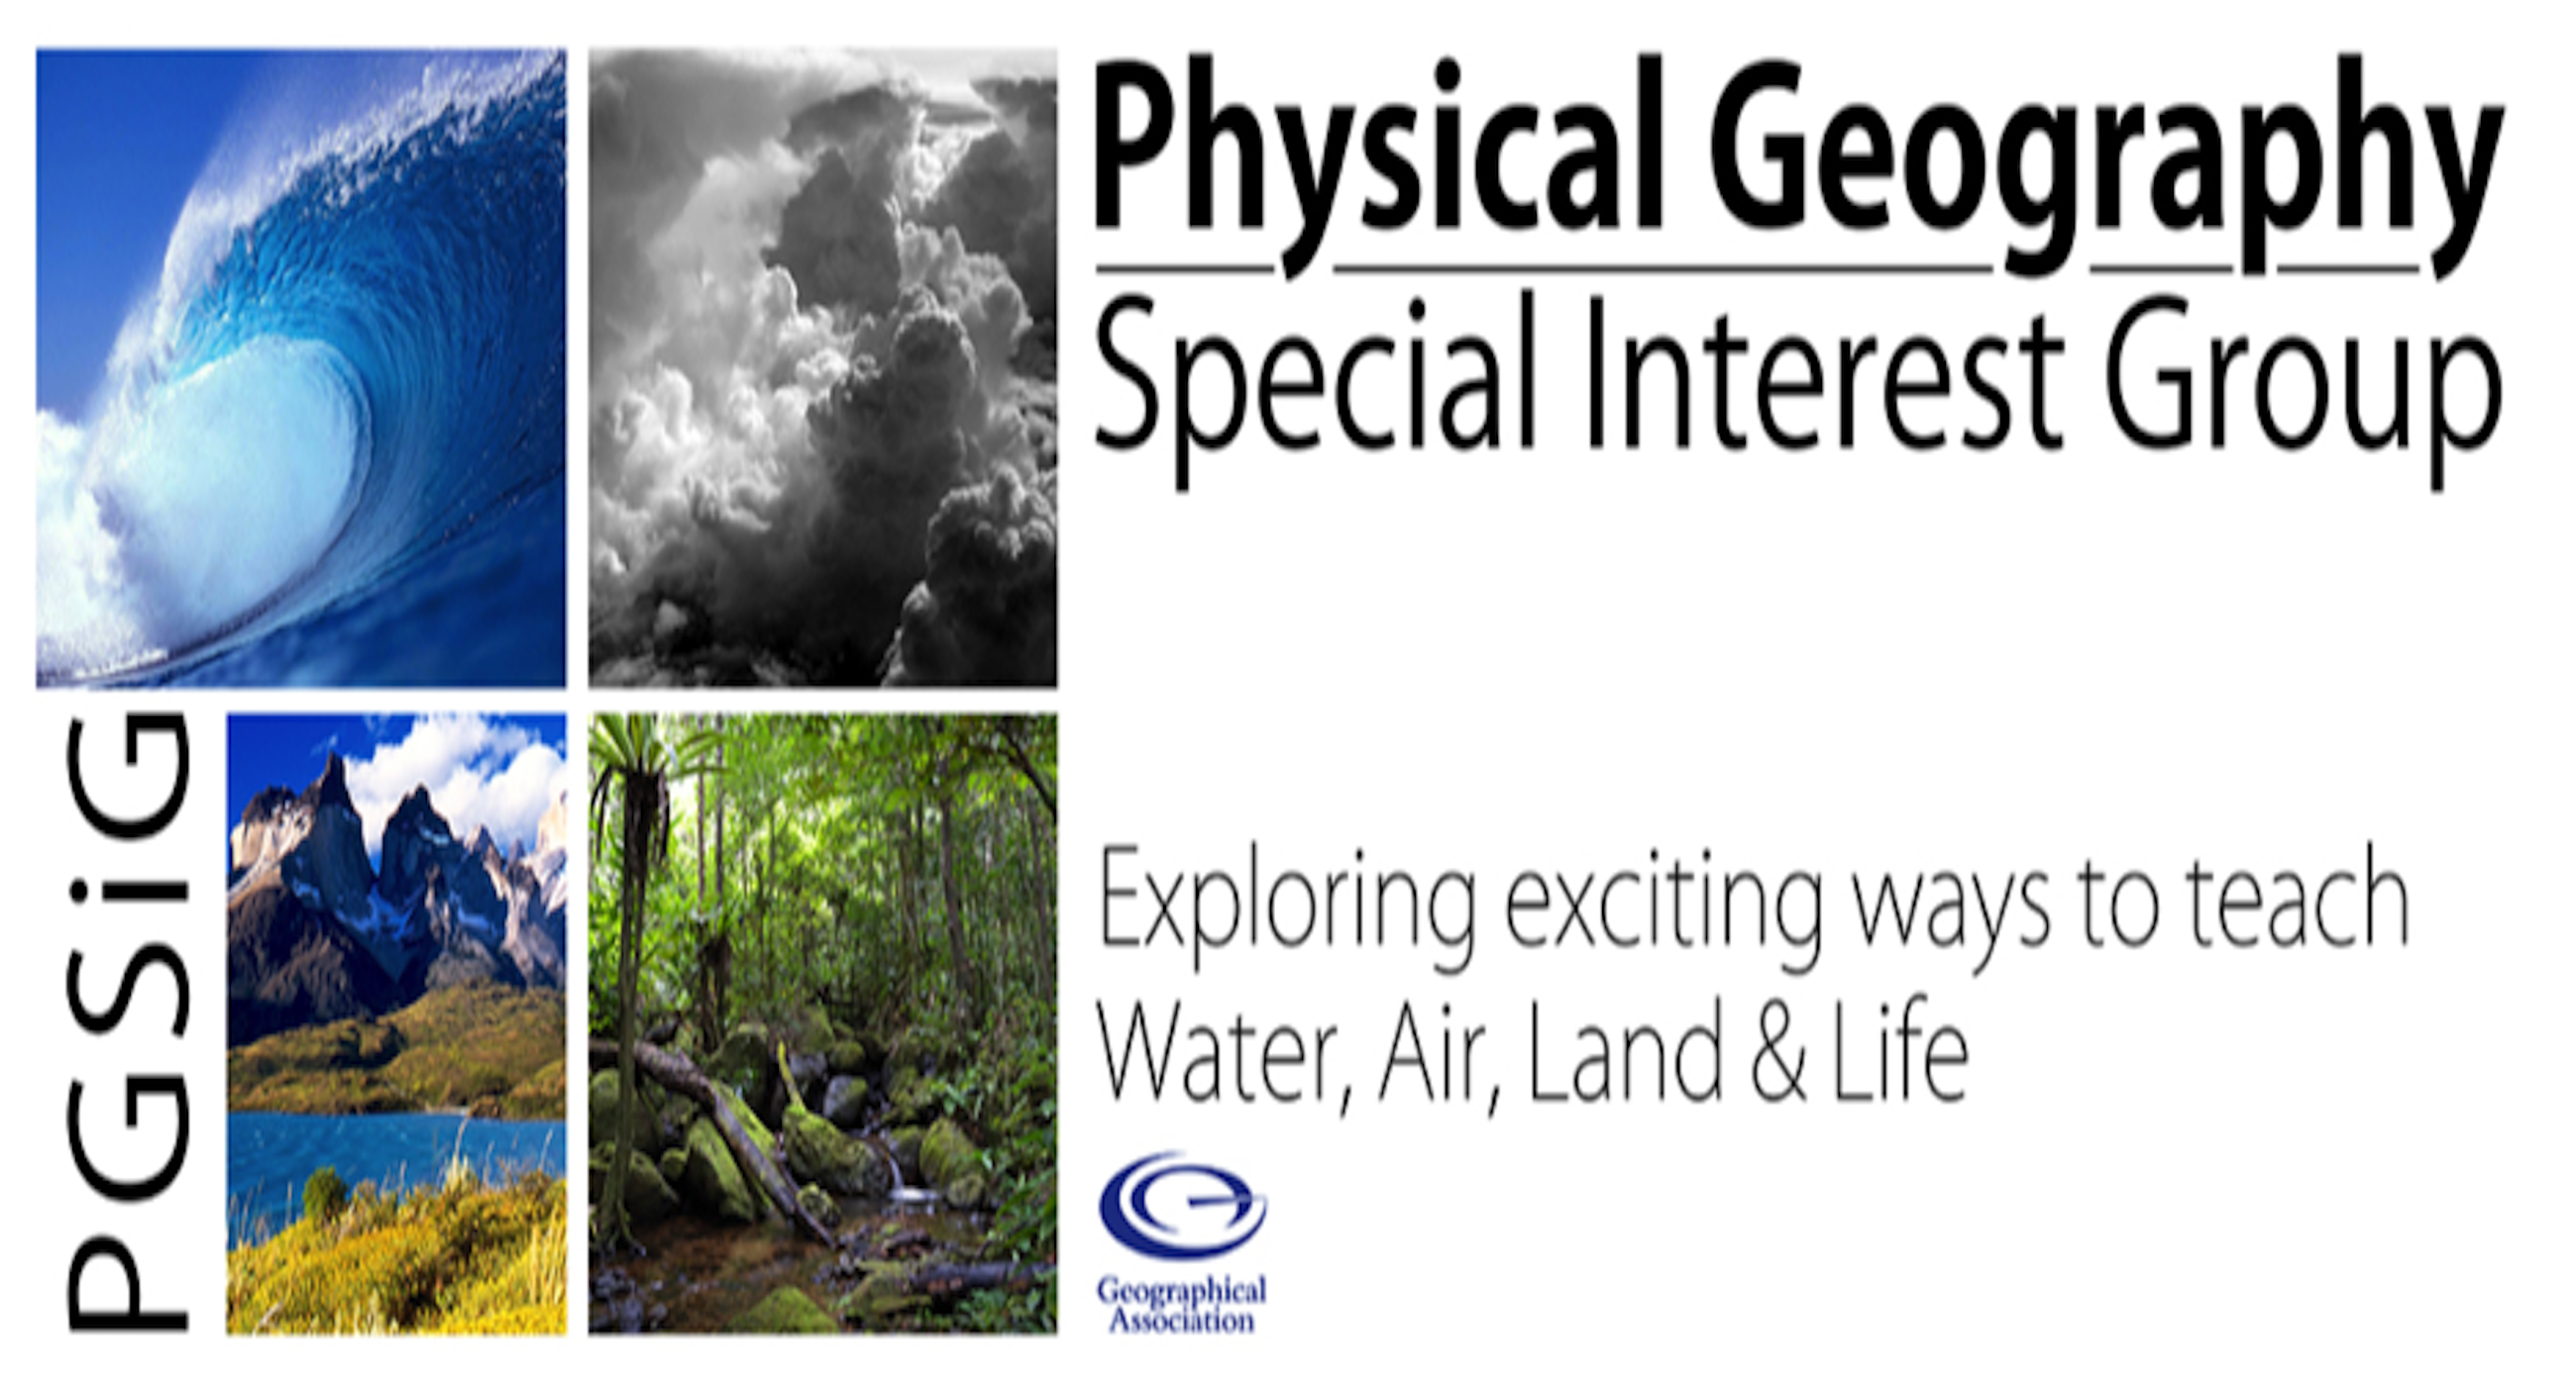 Physical Geography
Special Interest Group
PGSiG
Exploring exciting ways to teach
Water, Air, Land & Life
Geographical
Association